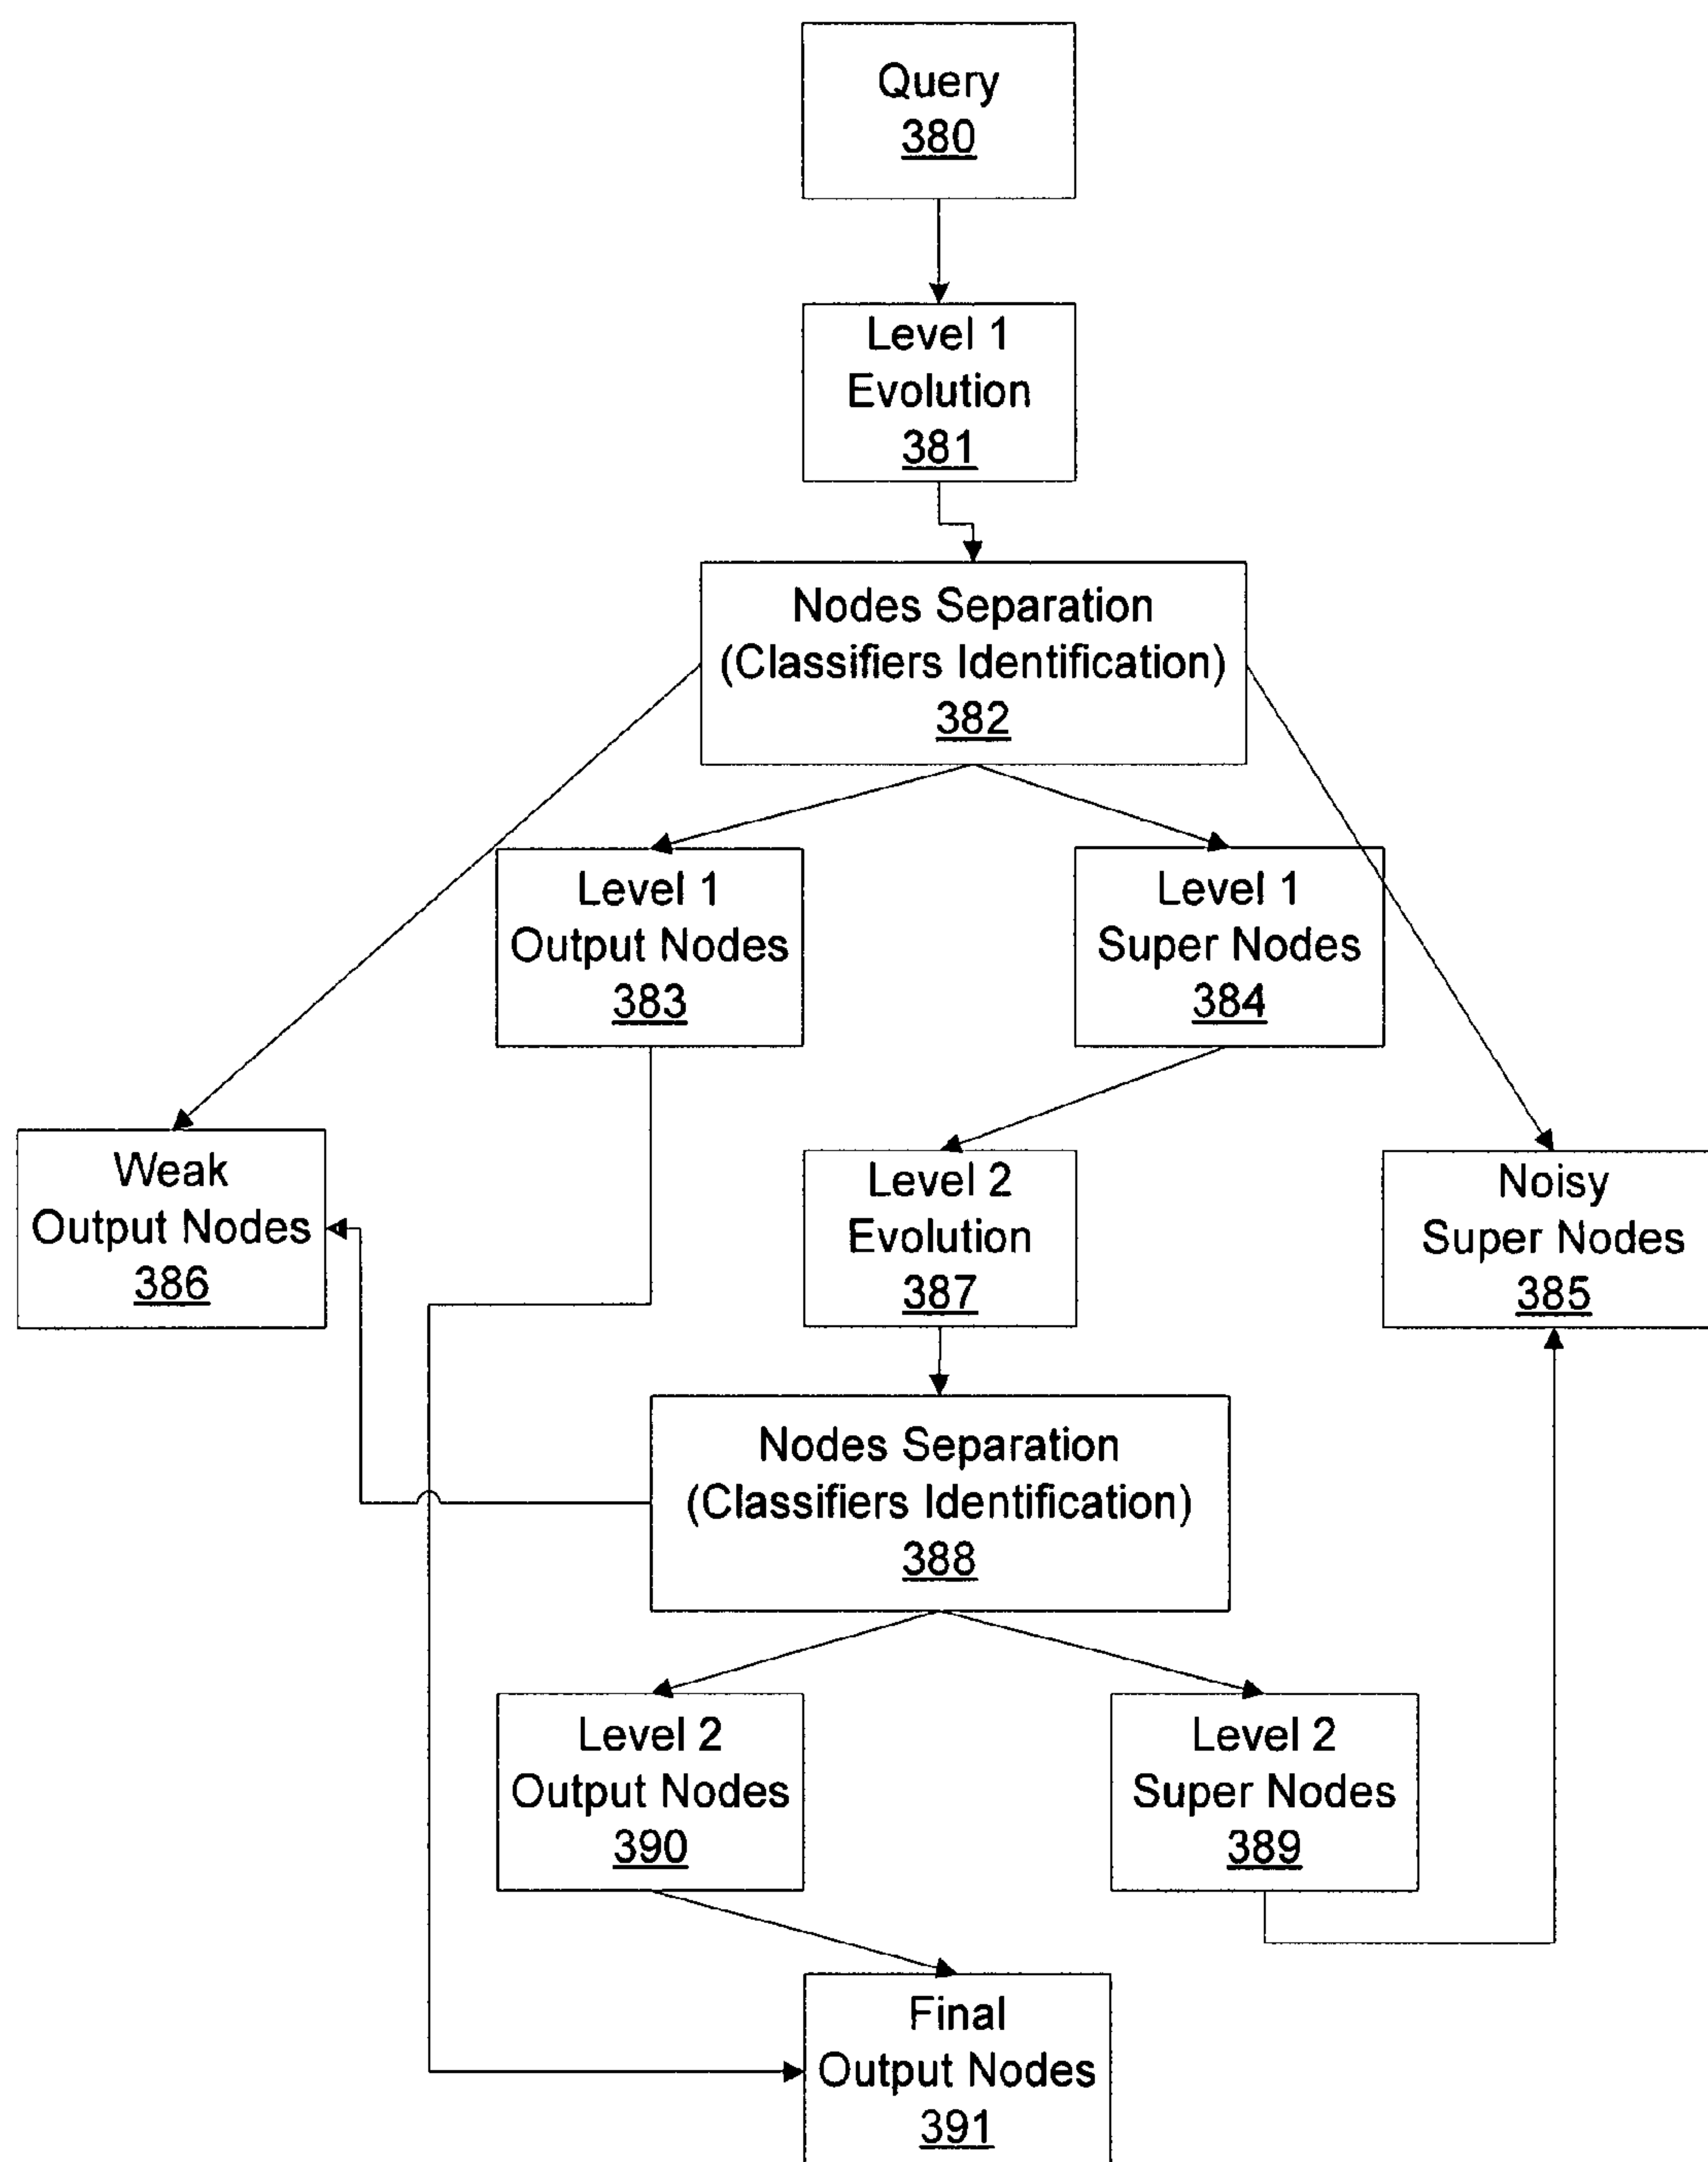 Query
380
Level 1
Evolution
381
Nodes Separation
(Classifiers Identification)
382
Level 1
Output Nodes
383
Level 1
Super Nodes
384
Weak
Output Nodes
386
Level 2
Evolution
387
Noisy
Super Nodes
385
Nodes Separation
(Classifiers Identification)
388
Level 2
Output Nodes
390
Level 2
Super Nodes
389
Final
Output Nodes
391